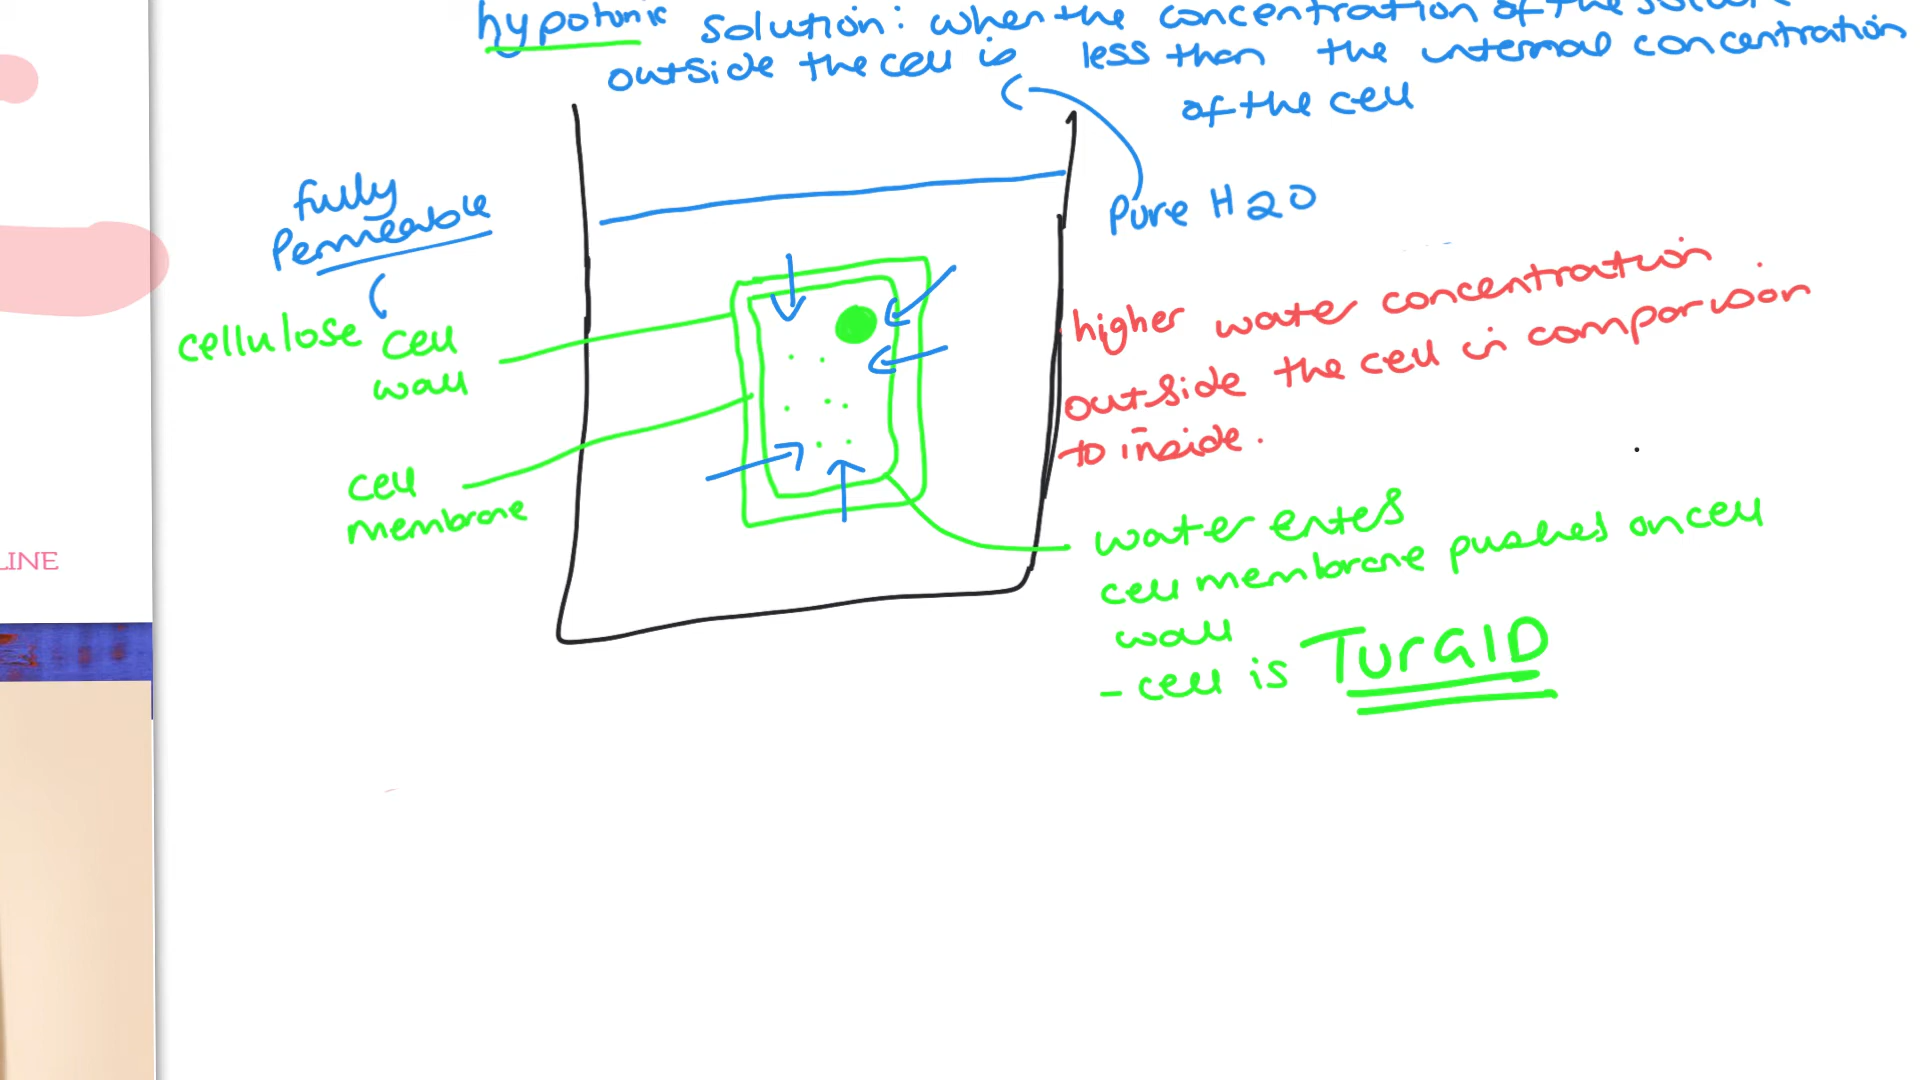 hypotonic solution: when the concentration of the
outside the cell is less than the internal concentration
of the cell
fully
Permeable
Pure H2O
cellulose cell
wall
higher water concentration
outside the cell in comparison
to inside.
cell
membrane
water enters
cell membrane pushes on cell
wall
- cell is TURGID
LINE